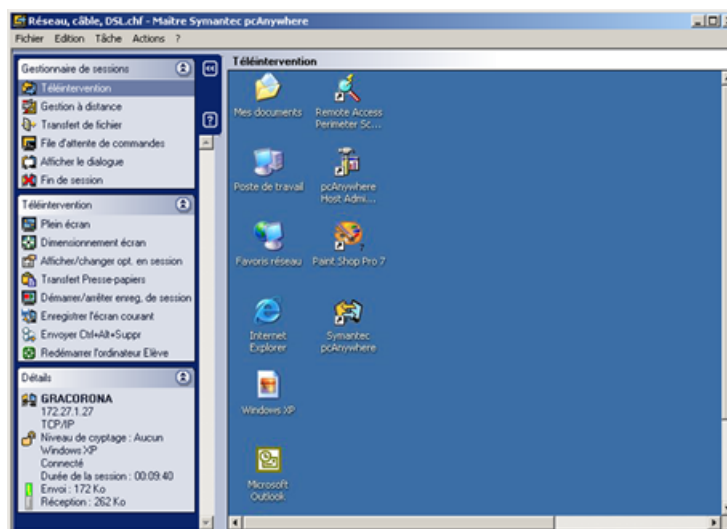 Réseau, câble, DSL.chf - Maître Symantec pcAnywhere
Fichier Edition Tâche Actions ?
Gestionnaire de sessions
Téléintervention
Gestion à distance
Transfert de fichier
File d'attente de commandes
Afficher le dialogue
Fin de session
Téléintervention
Plein écran
Dimensionnement écran
Afficher/changer opt. en session
Transfert Presse-papiers
Démarrer/arrêter enreg. de session
Enregistrer l'écran courant
Envoyer Ctrl+Alt+Suppr
Redémarrer l'ordinateur Elève
Détails
GRACORONA
172.27.1.27
TCP/IP
Niveau de cryptage : Aucun
Windows XP
Connecté
Durée de la session : 00:09:40
Envoi : 172 Ko
Réception : 262 Ko
Téléintervention
Mes documents
Remote Access
Perimeter Sc...
Poste de travail
pcAnywhere
Host Admi...
Favoris réseau
Paint Shop Pro 7
Internet
Explorer
Symantec
pcAnywhere
Windows XP
Microsoft
Outlook